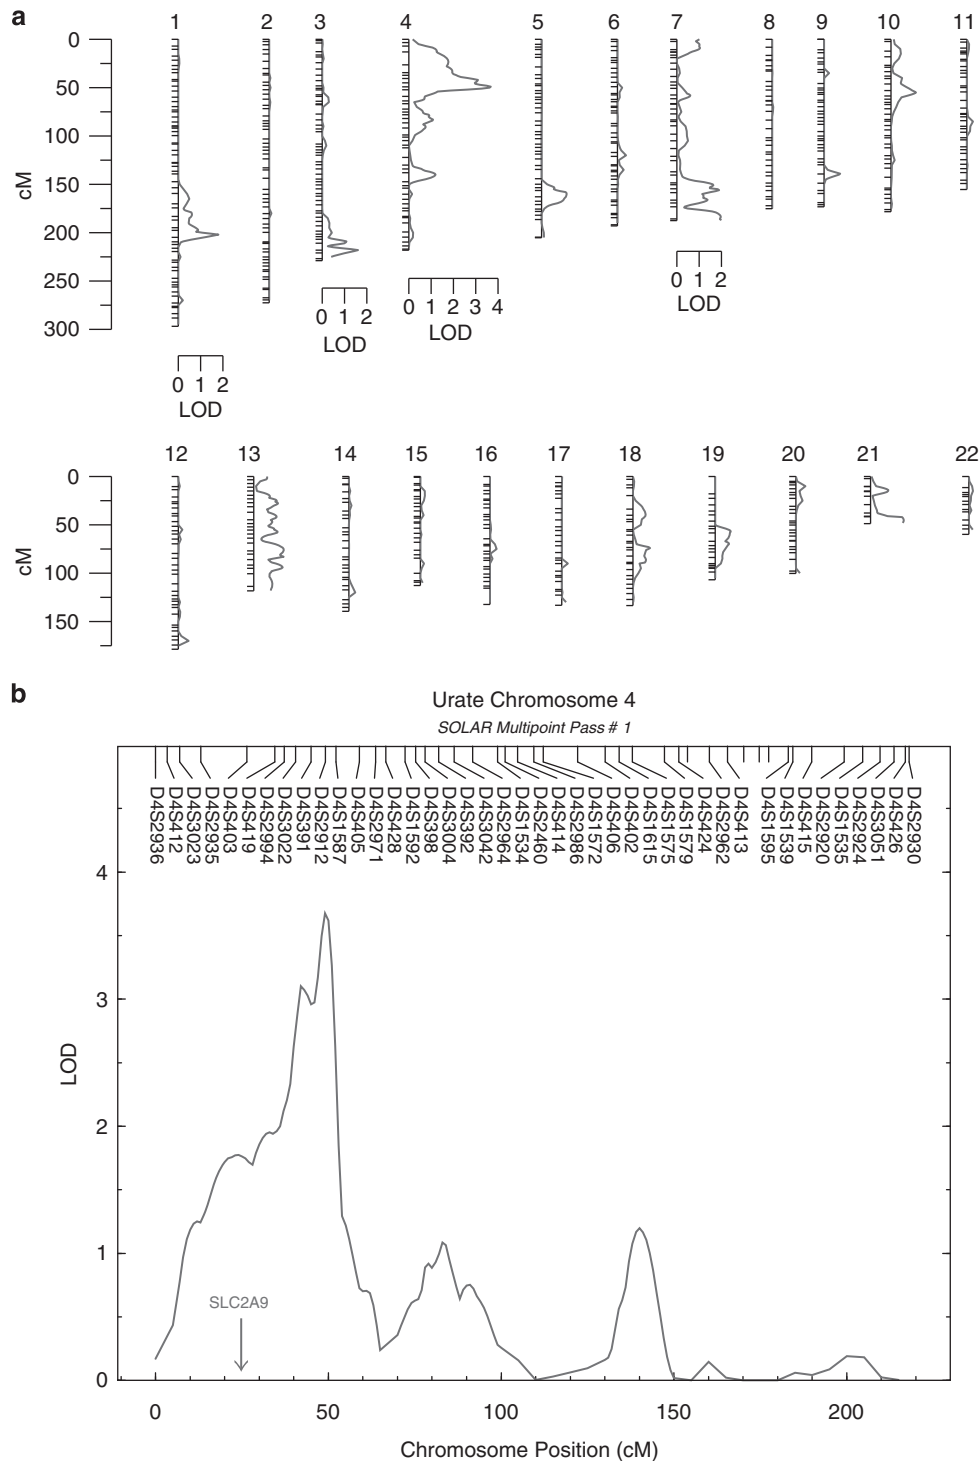 a
1 2 3 4 5 6 7 8 9 10 11
0
50
100
150
200
250
300
cM
0 1 2
LOD
0 1 2
LOD
0 1 2 3 4
LOD
0 1 2
LOD
12 13 14 15 16 17 18 19 20 21 22
0
50
100
150
cM
b
Urate Chromosome 4
SOLAR Multipoint Pass # 1
D4S2936
D4S412
D4S3023
D4S2935
D4S403
D4S419
D4S2994
D4S3022
D4S391
D4S2912
D4S1587
D4S405
D4S2971
D4S428
D4S1592
D4S398
D4S3004
D4S392
D4S3042
D4S2964
D4S1534
D4S2460
D4S414
D4S2986
D4S1572
D4S406
D4S402
D4S1615
D4S1575
D4S1579
D4S424
D4S2962
D4S413
D4S1595
D4S1539
D4S415
D4S2920
D4S1535
D4S2924
D4S3051
D4S426
D4S2930
4
3
2
1
0
LOD
SLC2A9
0 50 100 150 200
Chromosome Position (cM)